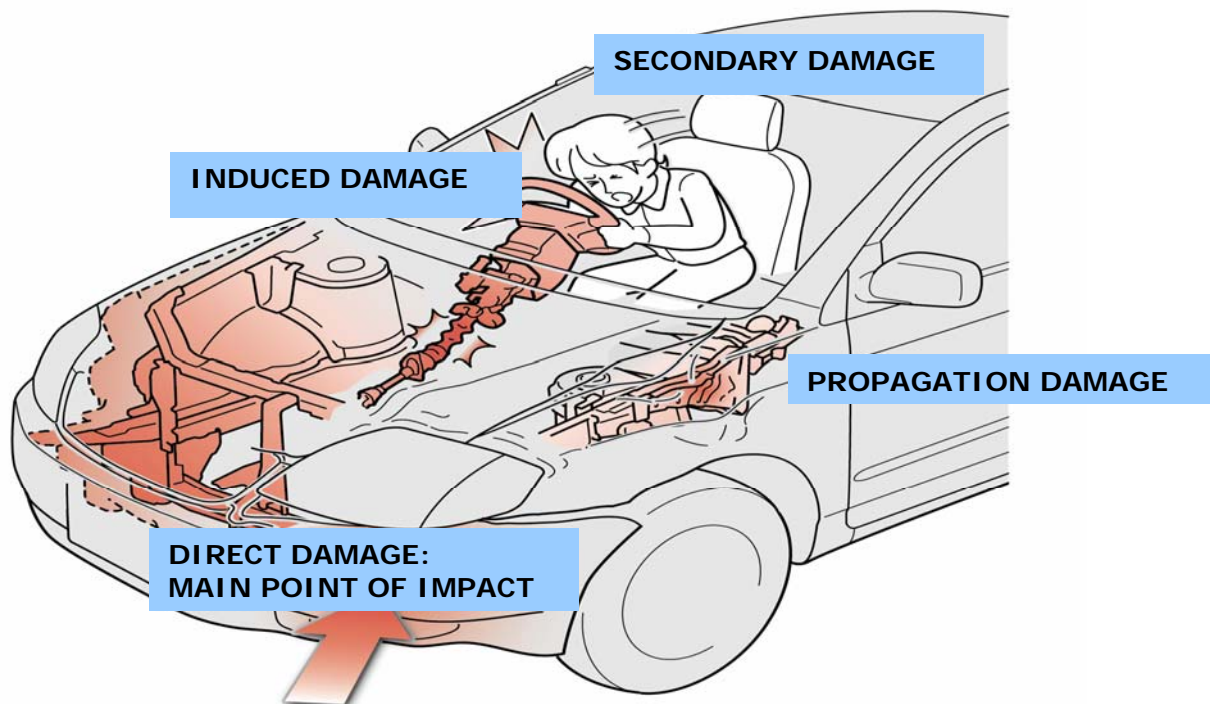 SECONDARY DAMAGE
INDUCED DAMAGE
PROPAGATION DAMAGE
DIRECT DAMAGE:
MAIN POINT OF IMPACT